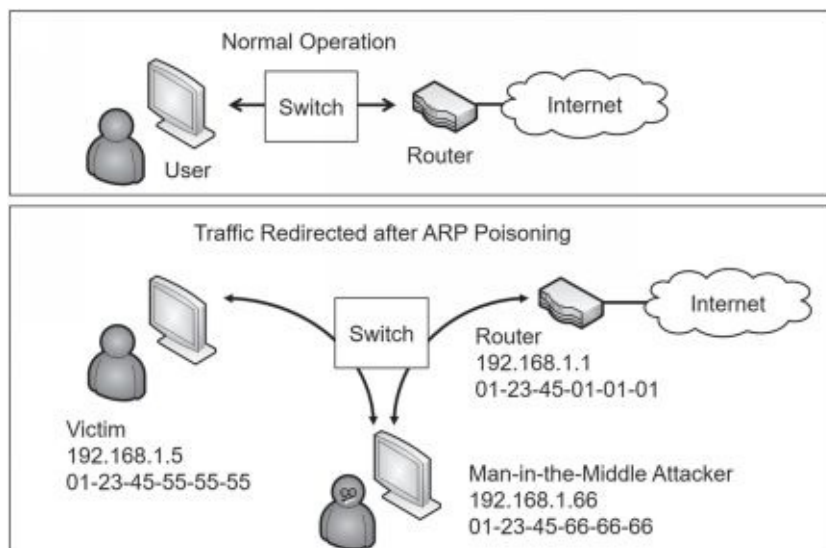 Normal Operation
Switch
Internet
User
Router
Traffic Redirected after ARP Poisoning
Switch
Internet
Router
192.168.1.1
01-23-45-01-01-01
Victim
192.168.1.5
01-23-45-55-55-55
Man-in-the-Middle Attacker
192.168.1.66
01-23-45-66-66-66